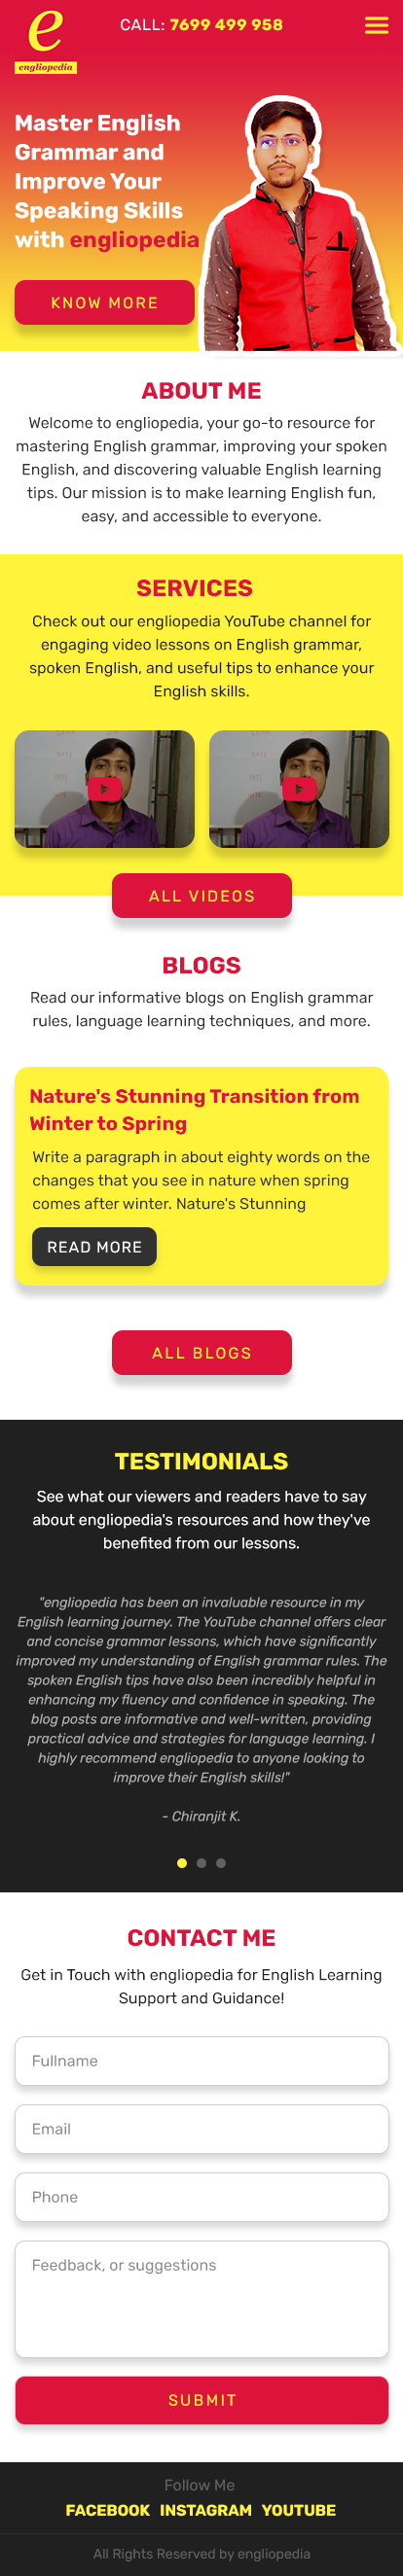 e
CALL: 7699 499 958
engliopedia
Master English
Grammar and
Improve Your
Speaking Skills
with engliopedia
KNOW MORE
ABOUT ME
Welcome to engliopedia, your go-to resource for
mastering English grammar, improving your spoken
English, and discovering valuable English learning
tips. Our mission is to make learning English fun,
easy, and accessible to everyone.
SERVICES
Check out our engliopedia YouTube channel for
engaging video lessons on English grammar,
spoken English, and useful tips to enhance your
English skills.
ALL VIDEOS
BLOGS
Read our informative blogs on English grammar
rules, language learning techniques, and more.
Nature's Stunning Transition from
Winter to Spring
Write a paragraph in about eighty words on the
changes that you see in nature when spring
comes after winter. Nature's Stunning
READ MORE
ALL BLOGS
TESTIMONIALS
See what our viewers and readers have to say
about engliopedia's resources and how they've
benefited from our lessons.
"engliopedia has been an invaluable resource in my
English learning journey. The YouTube channel offers clear
and concise grammar lessons, which have significantly
improved my understanding of English grammar rules. The
spoken English tips have also been incredibly helpful in
enhancing my fluency and confidence in speaking. The
blog posts are informative and well-written, providing
practical advice and strategies for language learning. I
highly recommend engliopedia to anyone looking to
improve their English skills!"
- Chiranjit K.
CONTACT ME
Get in Touch with engliopedia for English Learning
Support and Guidance!
Fullname
Email
Phone
Feedback, or suggestions
SUBMIT
Follow Me
FACEBOOK INSTAGRAM YOUTUBE
All Rights Reserved by engliopedia